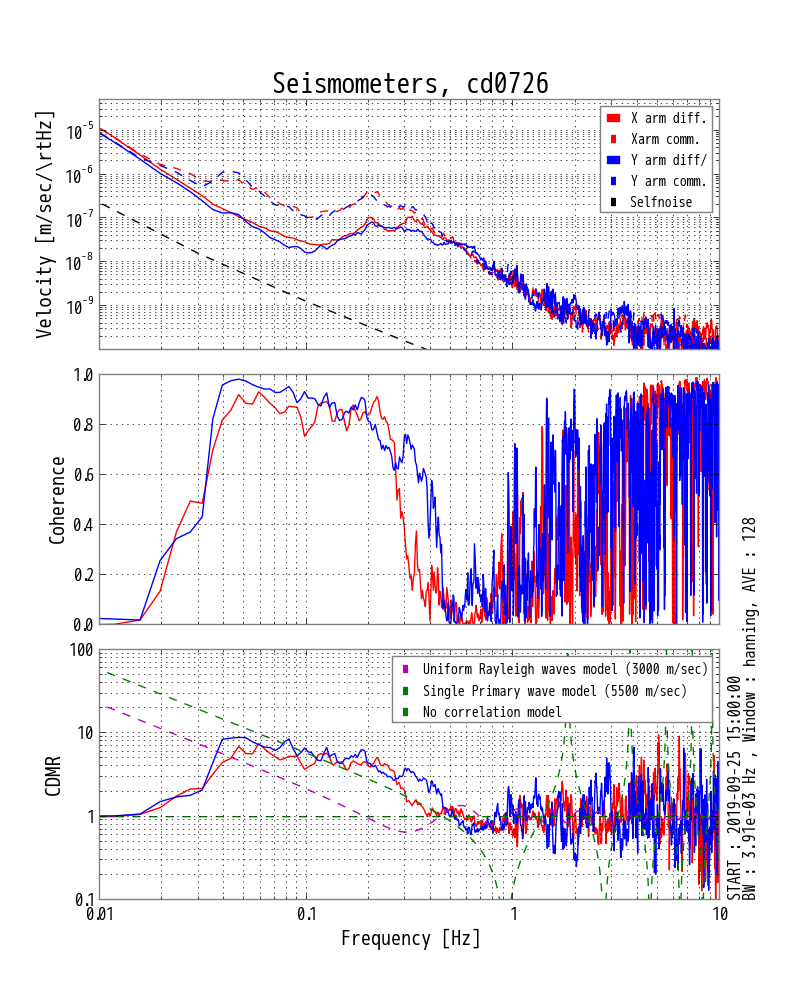 Seismometers, cd0726
Velocity [m/sec/\rtHz]
10^-5
10^-6
10^-7
10^-8
10^-9
X arm diff.
Xarm comm.
Y arm diff/
Y arm comm.
Selfnoise
Coherence
1.0
0.8
0.6
0.4
0.2
0.0
CDMR
100
10
1
0.1
Uniform Rayleigh waves model (3000 m/sec)
Single Primary wave model (5500 m/sec)
No correlation model
0.01
0.1
1
10
Frequency [Hz]
START : 2019-09-25 15:00:00
BW : 3.91e-03 Hz , Window : hanning, AVE : 128